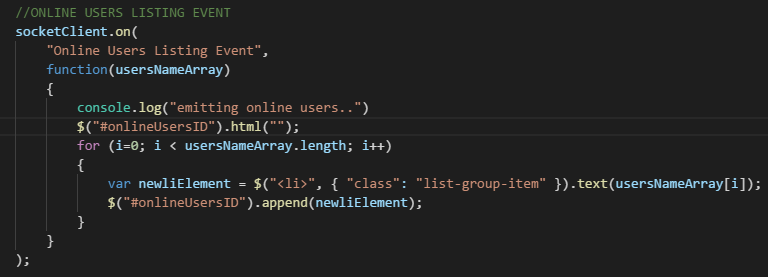 //ONLINE USERS LISTING EVENT
socketClient.on(
"Online Users Listing Event",
function(usersNameArray)
{
console.log("emitting online users..")
$("#onlineUsersID").html("");
for (i=0; i < usersNameArray.length; i++)
{
var newliElement = $("<li>", { "class": "list-group-item" }).text(usersNameArray[i]);
$("#onlineUsersID").append(newliElement);
}
}
);